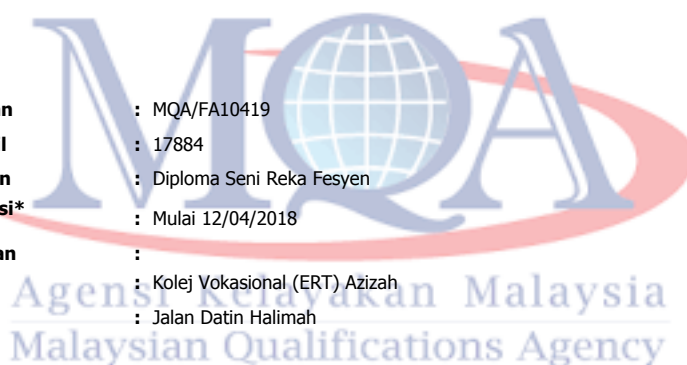 MQA
an : MQA/FA10419
l : 17884
n : Diploma Seni Reka Fesyen
si* : Mulai 12/04/2018
an :
: Kolej Vokasional (ERT) Azizah
: Jalan Datin Halimah
Agensi Kelayakan Malaysia
Malaysian Qualifications Agency